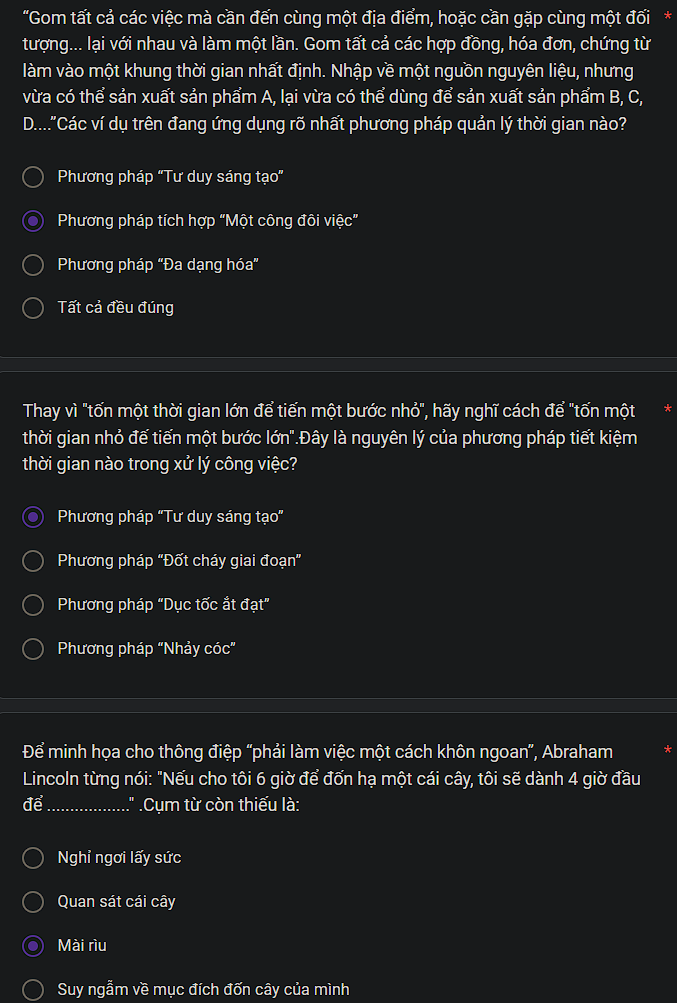 “Gom tất cả các việc mà cần đến cùng một địa điểm, hoặc cần gặp cùng một đối *
tượng... lại với nhau và làm một lần. Gom tất cả các hợp đồng, hóa đơn, chứng từ
làm vào một khung thời gian nhất định. Nhập về một nguồn nguyên liệu, nhưng
vừa có thể sản xuất sản phẩm A, lại vừa có thể dùng để sản xuất sản phẩm B, C,
D....”Các ví dụ trên đang ứng dụng rõ nhất phương pháp quản lý thời gian nào?
Phương pháp “Tư duy sáng tạo”
Phương pháp tích hợp “Một công đôi việc”
Phương pháp “Đa dạng hóa”
Tất cả đều đúng
Thay vì "tốn một thời gian lớn để tiến một bước nhỏ", hãy nghĩ cách để "tốn một *
thời gian nhỏ để tiến một bước lớn".Đây là nguyên lý của phương pháp tiết kiệm
thời gian nào trong xử lý công việc?
Phương pháp “Tư duy sáng tạo”
Phương pháp “Đốt cháy giai đoạn”
Phương pháp “Dục tốc ắt đạt”
Phương pháp “Nhảy cóc”
Để minh họa cho thông điệp “phải làm việc một cách khôn ngoan”, Abraham *
Lincoln từng nói: "Nếu cho tôi 6 giờ để đốn hạ một cái cây, tôi sẽ dành 4 giờ đầu
để ..................." .Cụm từ còn thiếu là:
Nghỉ ngơi lấy sức
Quan sát cái cây
Mài rìu
Suy ngẫm về mục đích đốn cây của mình